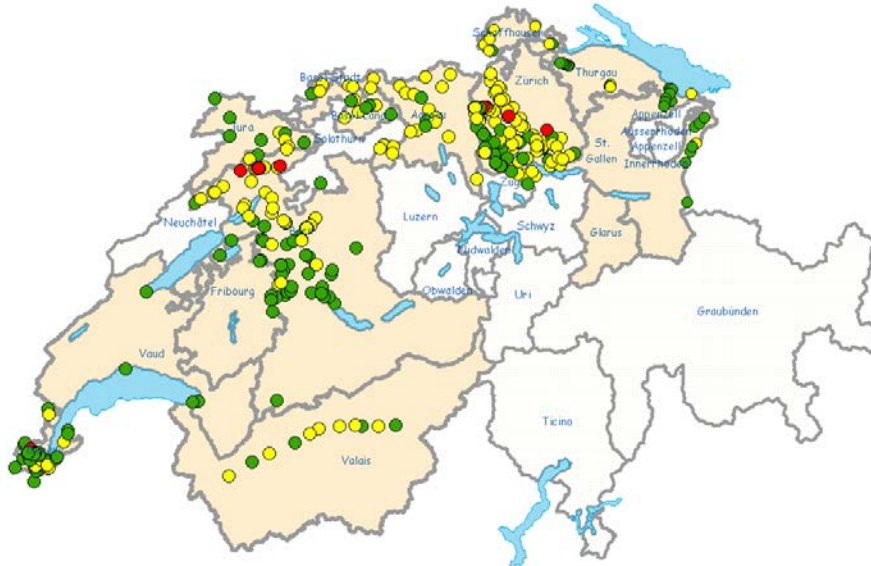 Schaffhausen
Basel-Stadt
Thurgau
Zürich
Basel-Land
Aargau
Appenzell
Ausserrhoden
Jura
Solothurn
Appenzell
St.
Gallen
Innerrhoden
Zug
Luzern
Neuchâtel
Schwyz
Glarus
Nidwalden
Obwalden
Fribourg
Uri
Graubünden
Vaud
Ticino
Valais